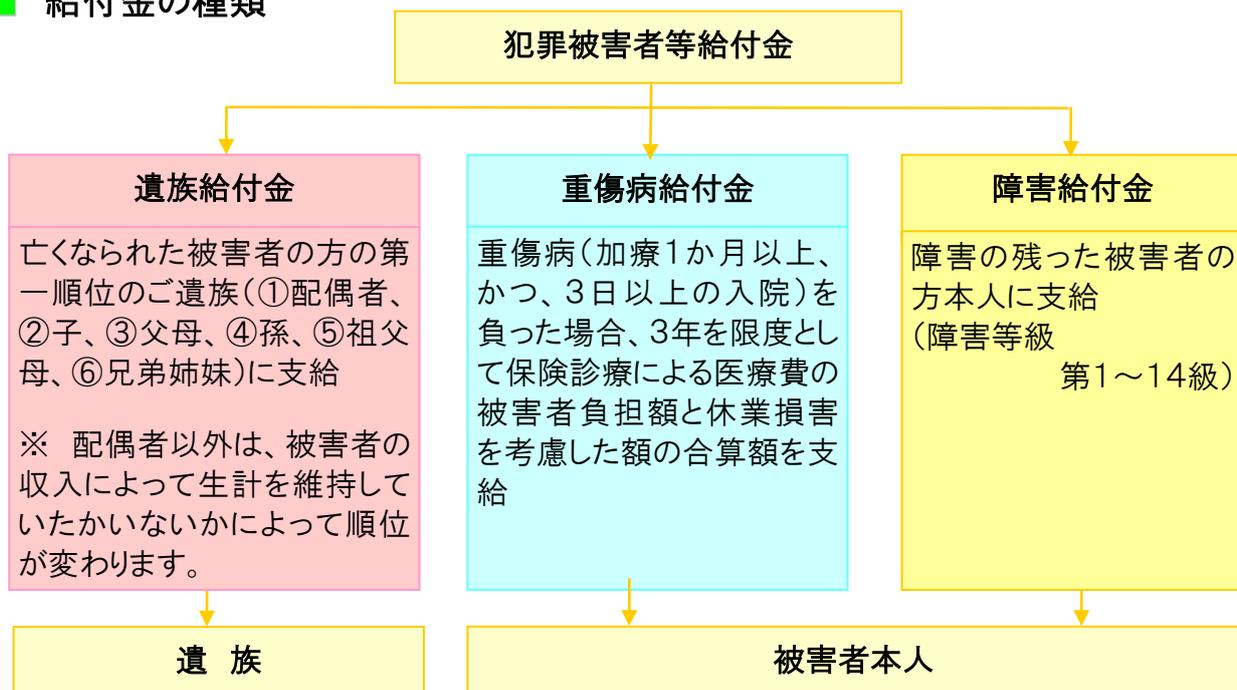 給付金の種類
犯罪被害者等給付金
遺族給付金
亡くなられた被害者の方の第
一順位のご遺族（①配偶者、
②子、③父母、④孫、⑤祖父
母、⑥兄弟姉妹）に支給
※　配偶者以外は、被害者の
収入によって生計を維持して
いたかいないかによって順位
が変わります。
重傷病給付金
重傷病（加療１か月以上、
かつ、３日以上の入院）を
負った場合、３年を限度とし
て保険診療による医療費の
被害者負担額と休業損害
を考慮した額の合算額を支
給
障害給付金
障害の残った被害者の
方本人に支給
（障害等級
第１～１４級）
遺　族
被害者本人